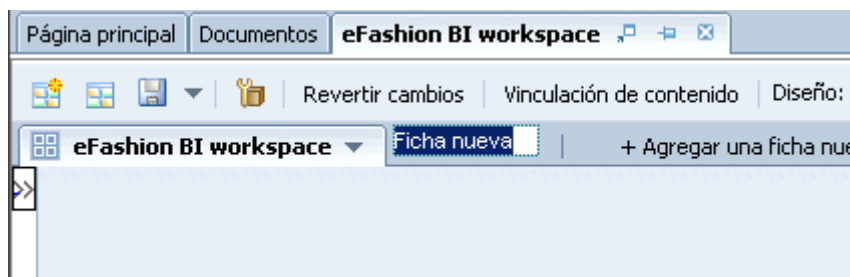 Página principal Documentos eFashion BI workspace
Revertir cambios Vinculación de contenido Diseño:
eFashion BI workspace Ficha nueva + Agregar una ficha nue